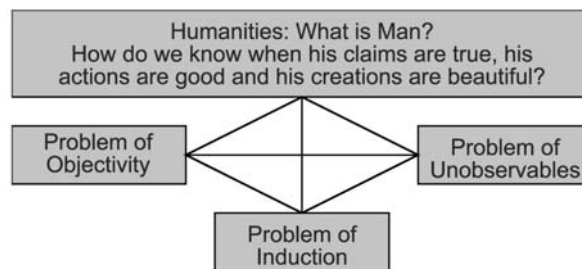 Humanities: What is Man?
How do we know when his claims are true, his
actions are good and his creations are beautiful?
Problem of
Objectivity
Problem of
Unobservables
Problem of
Induction